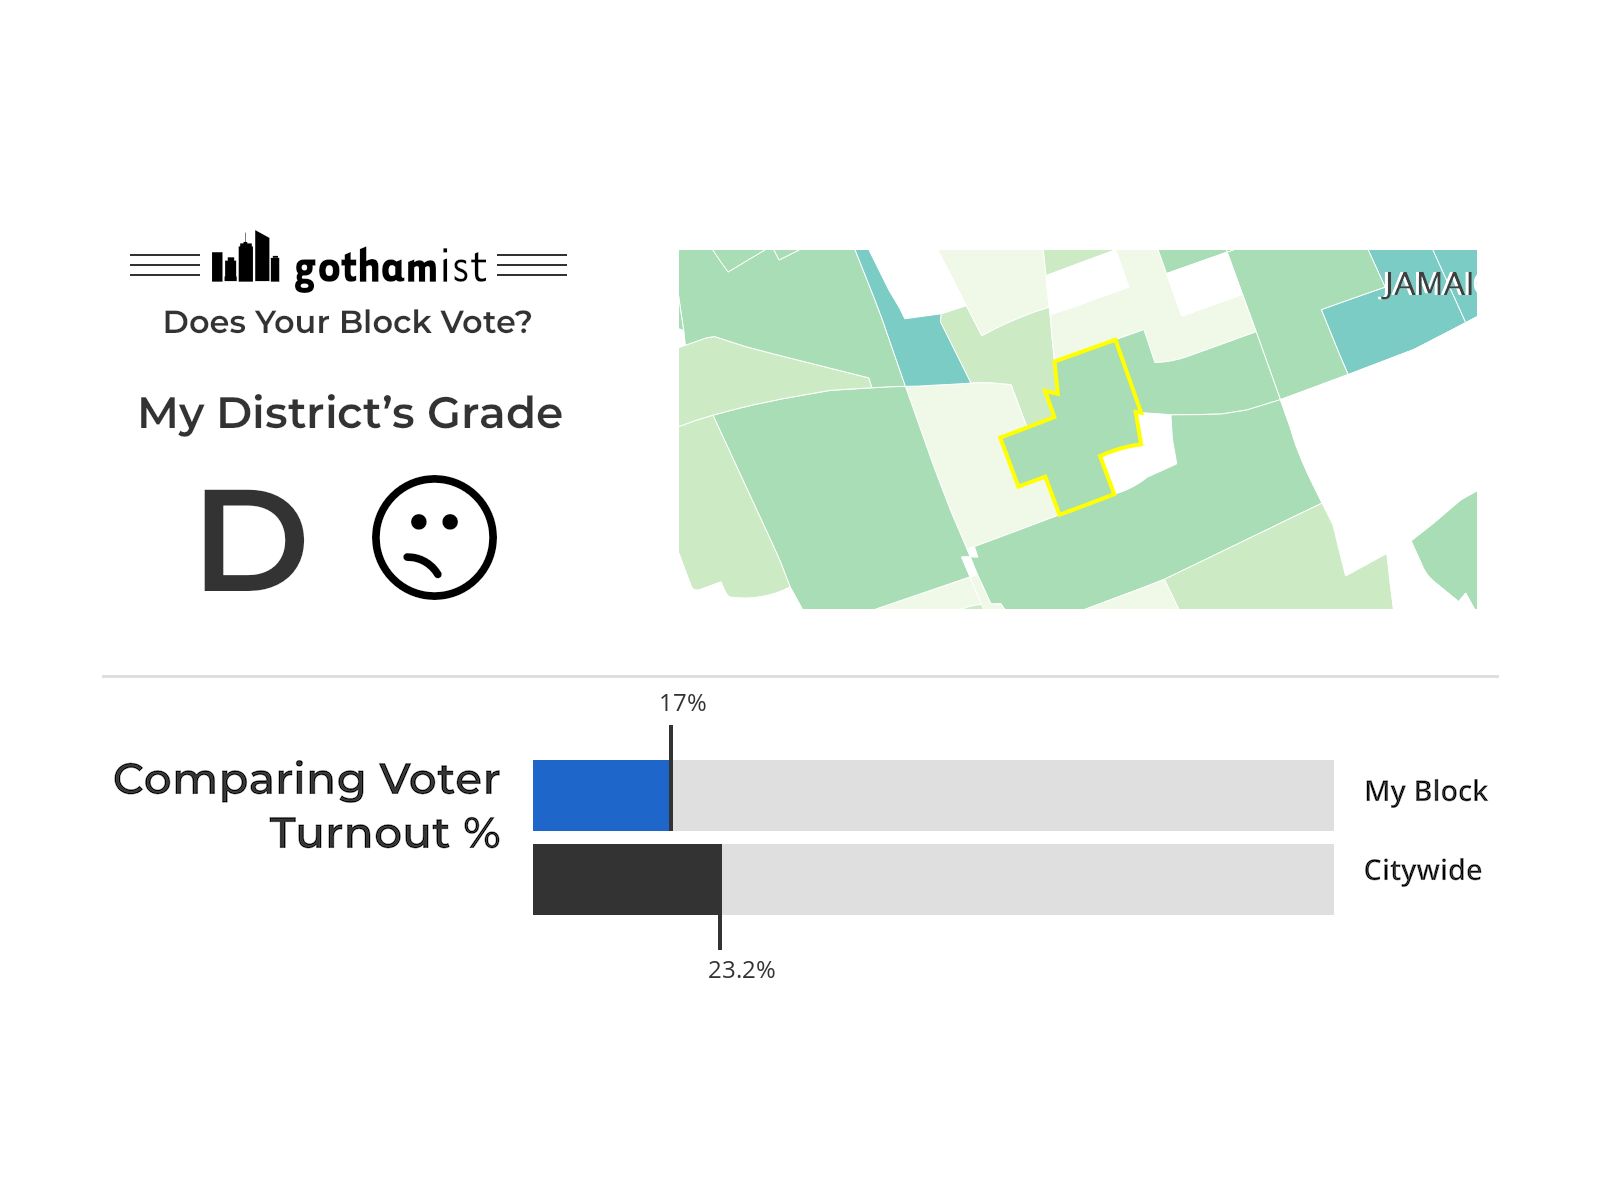 gothamist
Does Your Block Vote?
My District’s Grade
D
JAMAI
17%
Comparing Voter
Turnout %
My Block
Citywide
23.2%